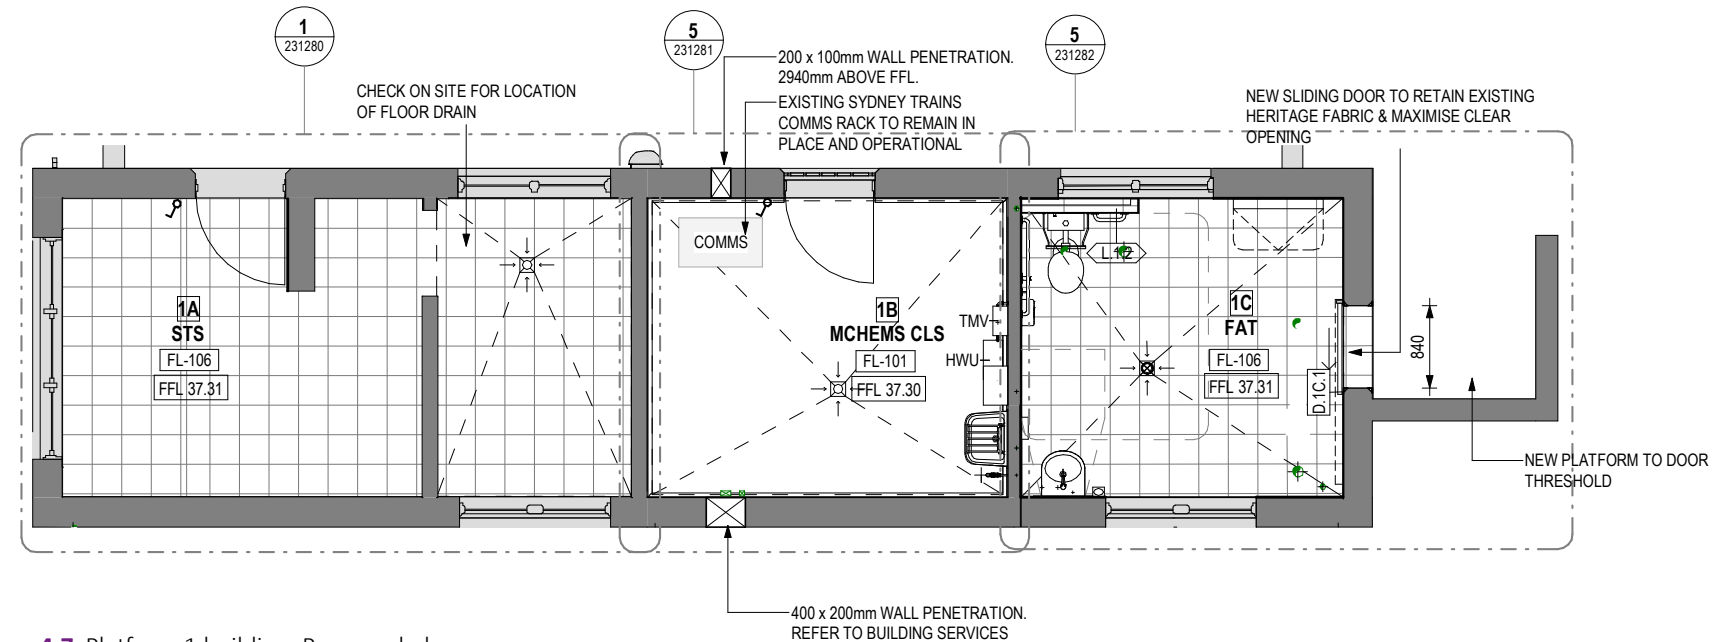 1
231280
5
231281
5
231282
200 x 100mm WALL PENETRATION.
2940mm ABOVE FFL.
CHECK ON SITE FOR LOCATION
OF FLOOR DRAIN
EXISTING SYDNEY TRAINS
COMMS RACK TO REMAIN IN
PLACE AND OPERATIONAL
NEW SLIDING DOOR TO RETAIN EXISTING
HERITAGE FABRIC & MAXIMISE CLEAR
OPENING
COMMS
L.1.2
1A
STS
FL-106
FFL 37.31
1B
MCHEMS CLS
FL-101
FFL 37.30
TMV
HWU
1C
FAT
FL-106
FFL 37.31
D.1C.1
840
NEW PLATFORM TO DOOR
THRESHOLD
400 x 200mm WALL PENETRATION.
REFER TO BUILDING SERVICES